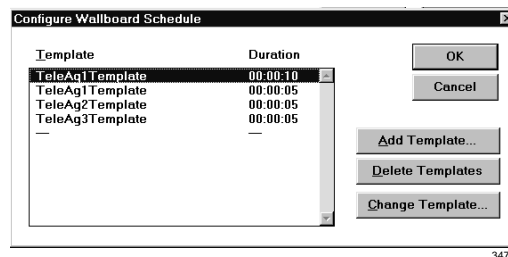 Configure Wallboard Schedule
Template Duration
OK
TeleAg1Template 00:00:10
TeleAg1Template 00:00:05
Cancel
TeleAg2Template 00:00:05
TeleAg3Template 00:00:05
— —
Add Template...
Delete Templates
Change Template...
347